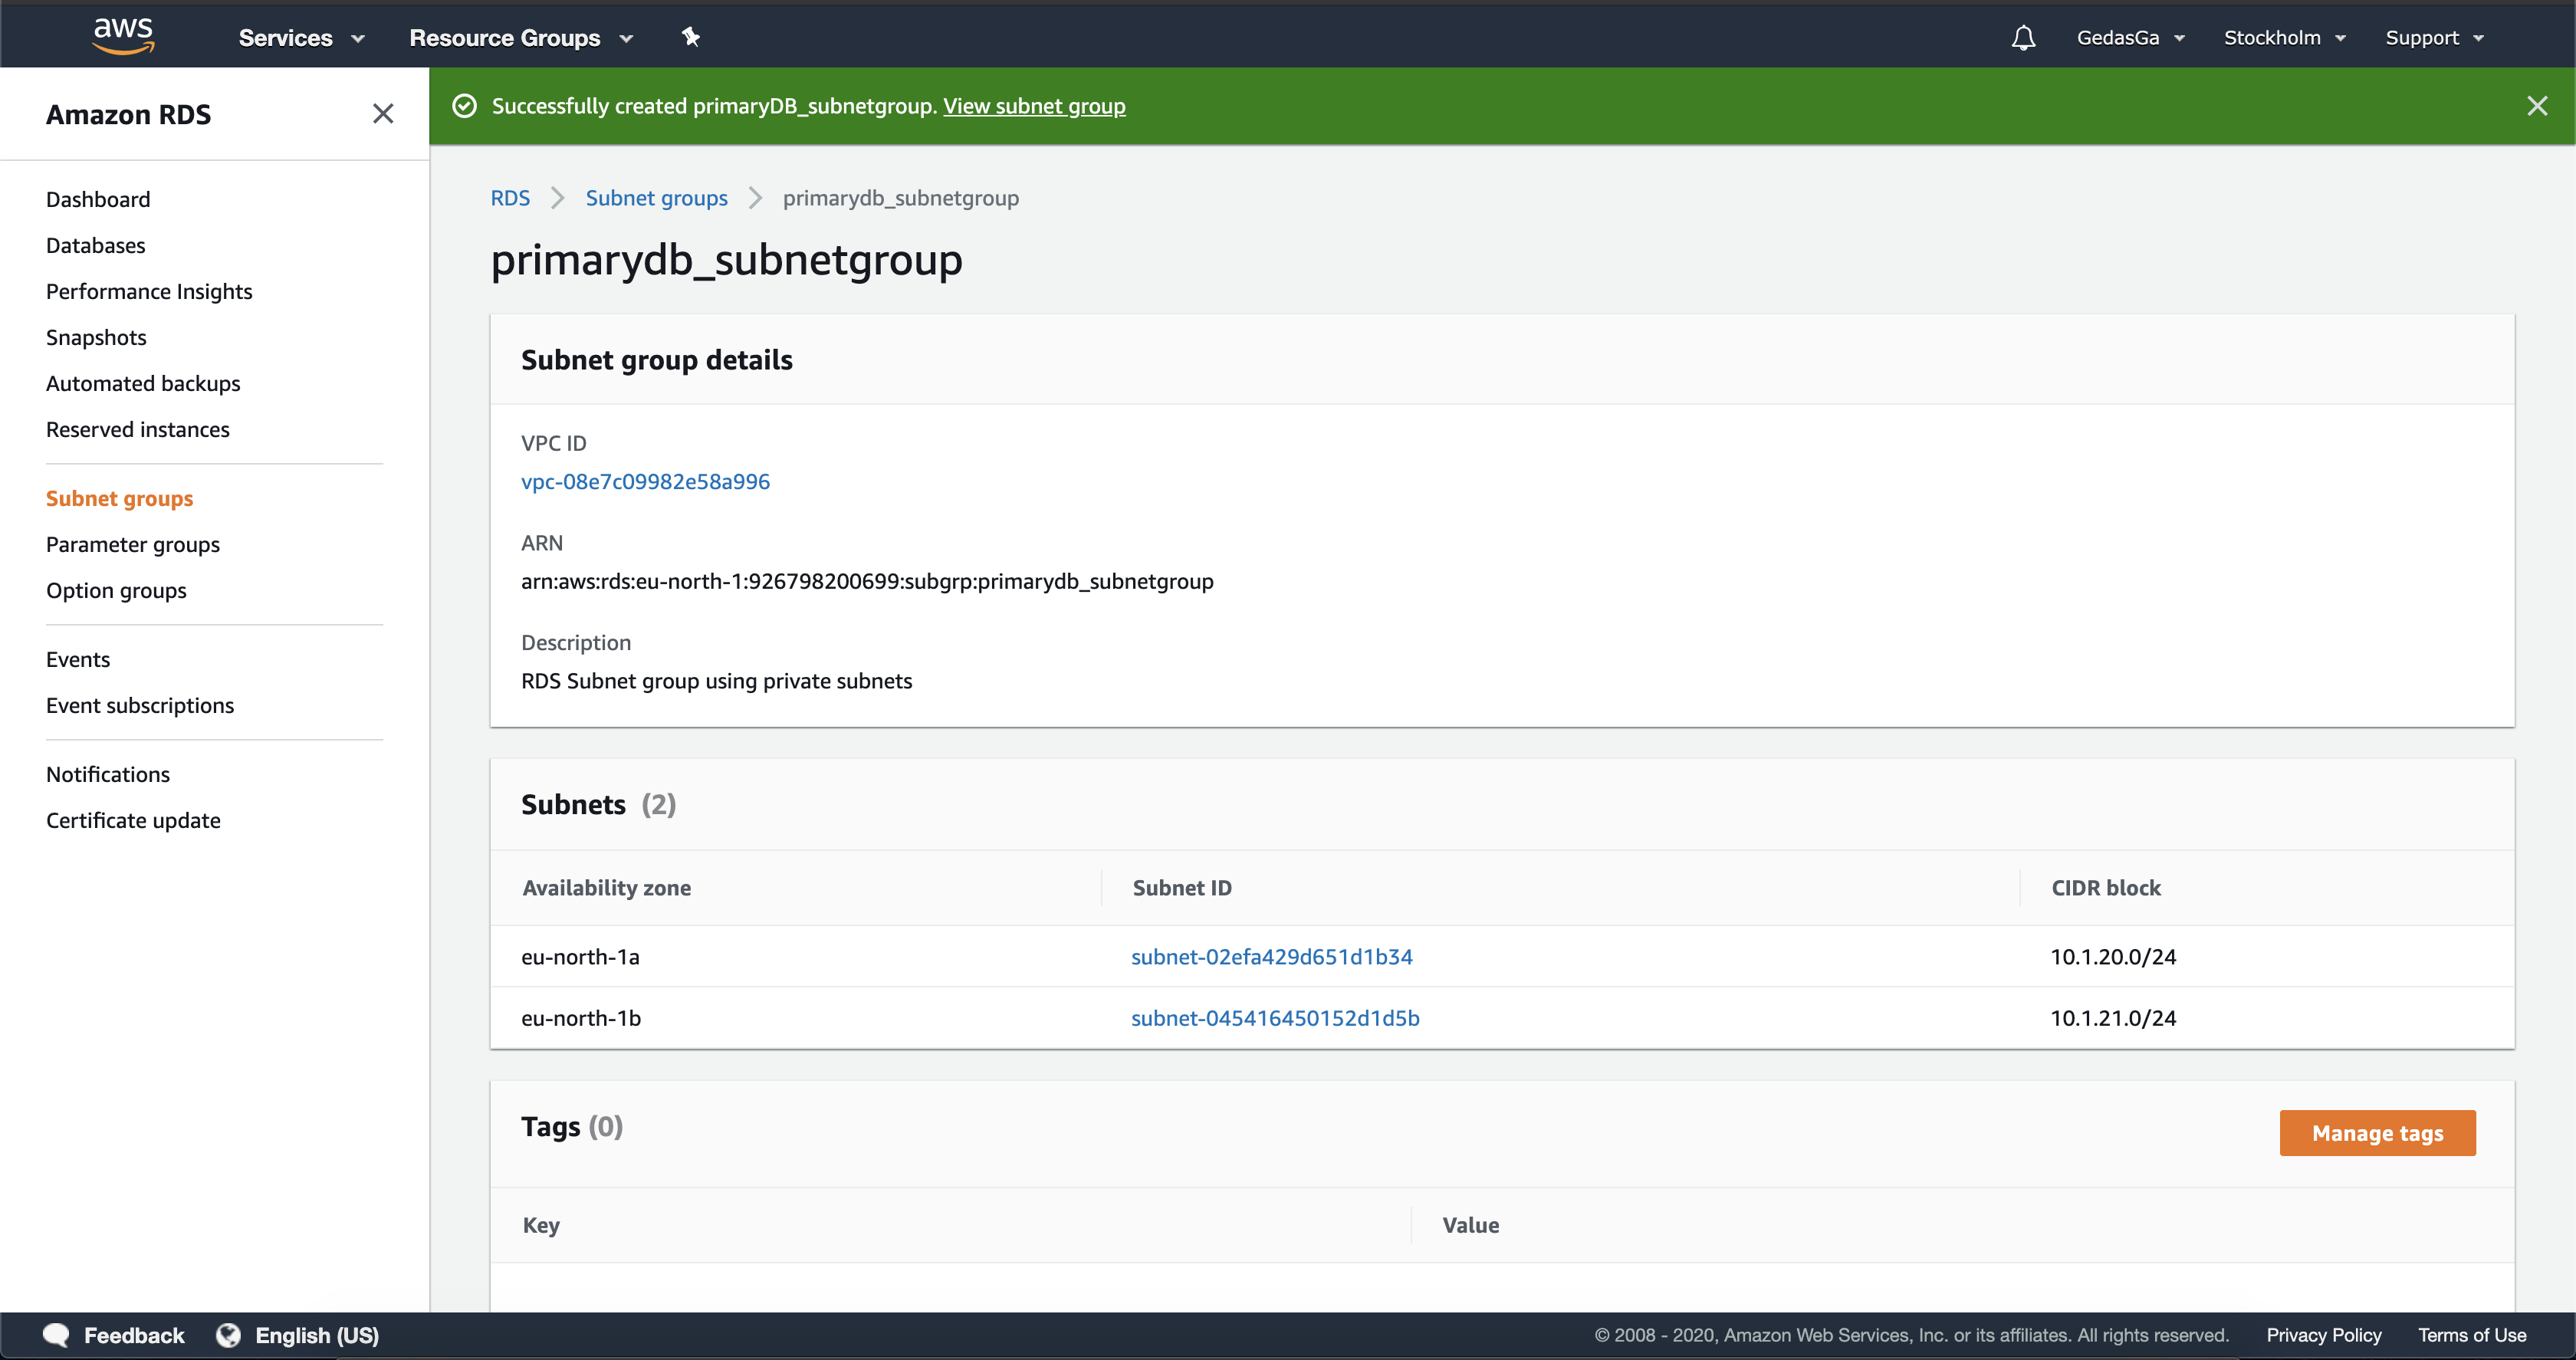 aws Services Resource Groups GedasGa Stockholm Support
Amazon RDS
Successfully created primaryDB_subnetgroup. View subnet group
Dashboard
Databases
Performance Insights
Snapshots
Automated backups
Reserved instances
Subnet groups
Parameter groups
Option groups
Events
Event subscriptions
Notifications
Certificate update
RDS Subnet groups primarydb_subnetgroup
primarydb_subnetgroup
Subnet group details
VPC ID
vpc-08e7c09982e58a996
ARN
arn:aws:rds:eu-north-1:926798200699:subgrp:primarydb_subnetgroup
Description
RDS Subnet group using private subnets
Subnets (2)
Availability zone Subnet ID CIDR block
eu-north-1a subnet-02efa429d651d1b34 10.1.20.0/24
eu-north-1b subnet-045416450152d1d5b 10.1.21.0/24
Tags (0) Manage tags
Key Value
Feedback English (US) © 2008 - 2020, Amazon Web Services, Inc. or its affiliates. All rights reserved. Privacy Policy Terms of Use